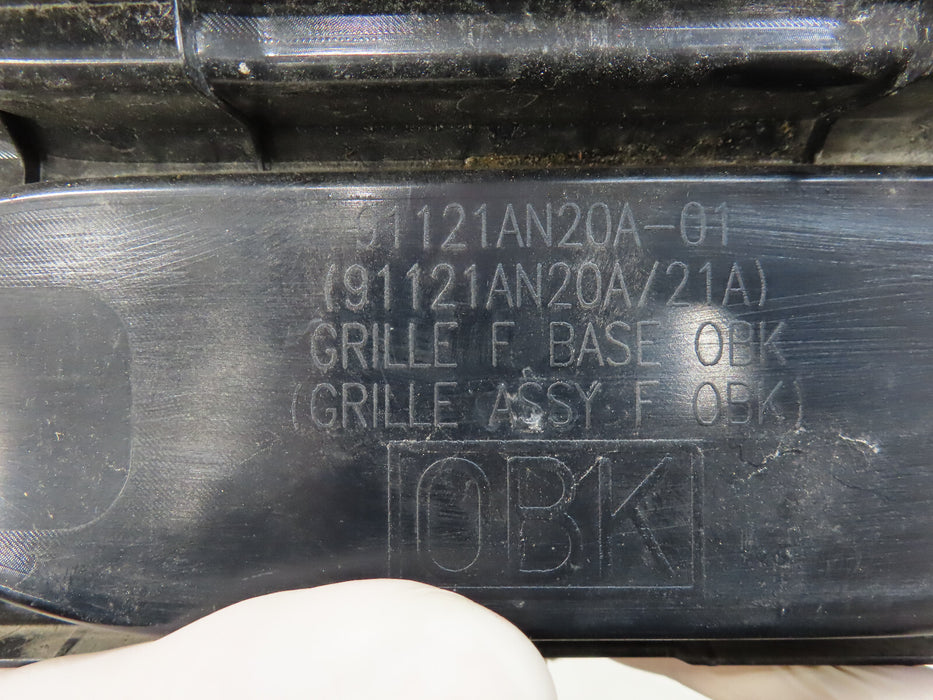 91121AN20A-01
(91121AN20A/21A)
GRILLE F BASE OBK
(GRILLE ASSY F OBK)
OBK